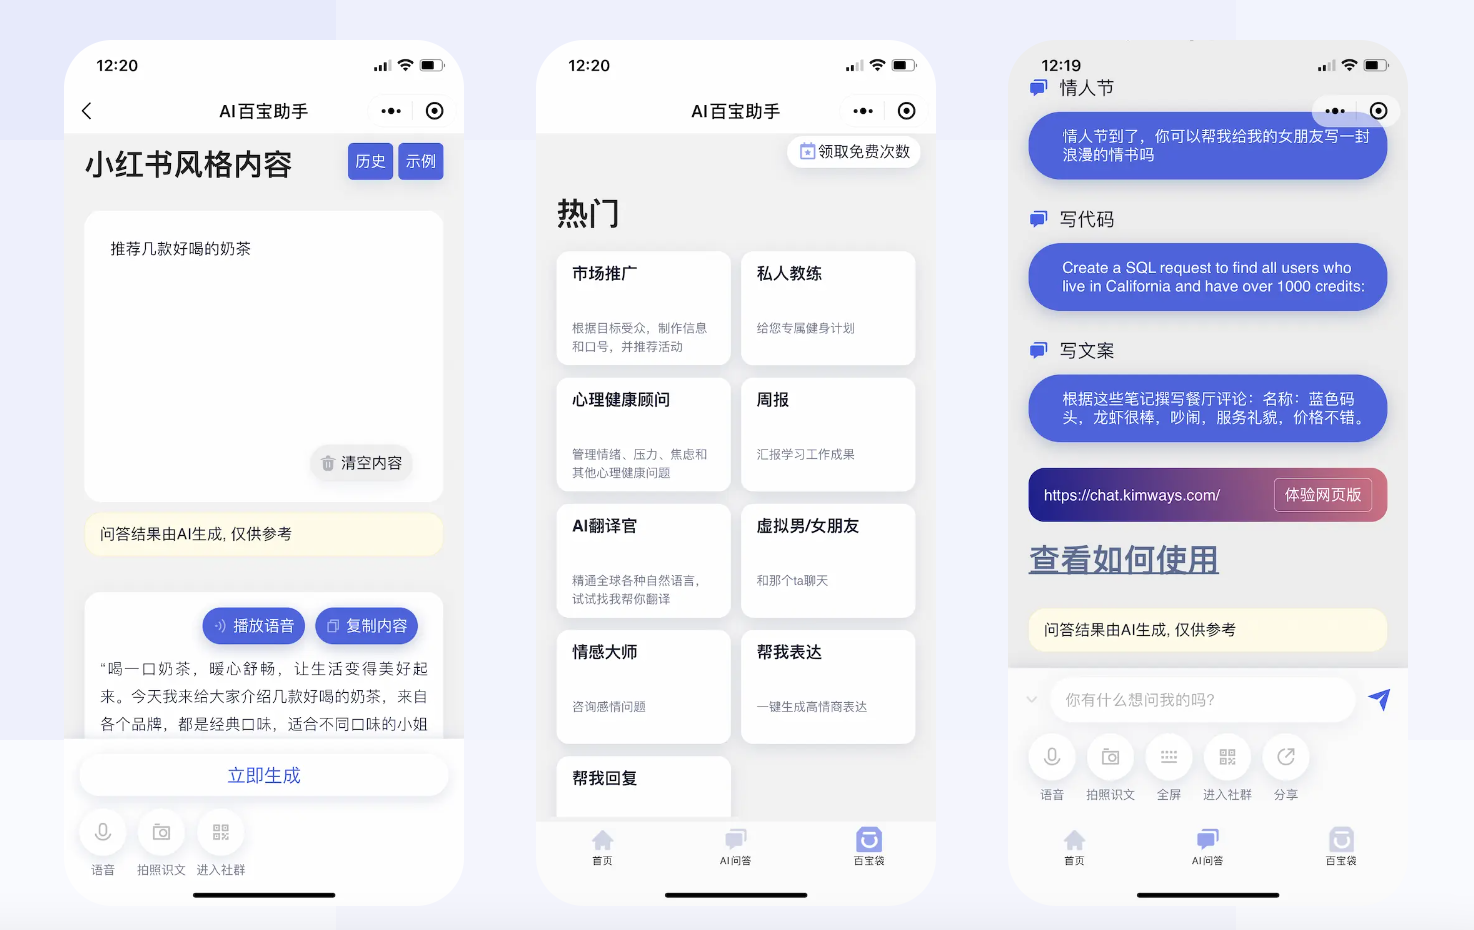 12:20
AI百宝助手
小红书风格内容
历史
示例
推荐几款好喝的奶茶
清空内容
问答结果由AI生成, 仅供参考
播放语音
复制内容
“喝一口奶茶，暖心舒畅，让生活变得美好起
来。今天我来给大家介绍几款好喝的奶茶，来自
各个品牌，都是经典口味，适合不同口味的小姐
立即生成
语音
拍照识文
进入社群
12:20
AI百宝助手
领取免费次数
热门
市场推广
根据目标受众，制作信息
和口号，并推荐活动
私人教练
给您专属健身计划
心理健康顾问
管理情绪、压力、焦虑和
其他心理健康问题
周报
汇报学习工作成果
AI翻译官
精通全球各种自然语言，
试试找我帮你翻译
虚拟男/女朋友
和那个ta聊天
情感大师
咨询感情问题
帮我表达
一键生成高情商表达
帮我回复
首页
AI问答
百宝袋
12:19
情人节
情人节到了，你可以帮我给我的女朋友写一封
浪漫的情书吗
写代码
Create a SQL request to find all users who
live in California and have over 1000 credits:
写文案
根据这些笔记撰写餐厅评论：名称：蓝色码
头，龙虾很棒，吵闹，服务礼貌，价格不错。
https://chat.kimways.com/
体验网页版
查看如何使用
问答结果由AI生成, 仅供参考
你有什么想问我的吗?
语音
拍照识文
全屏
进入社群
分享
首页
AI问答
百宝袋